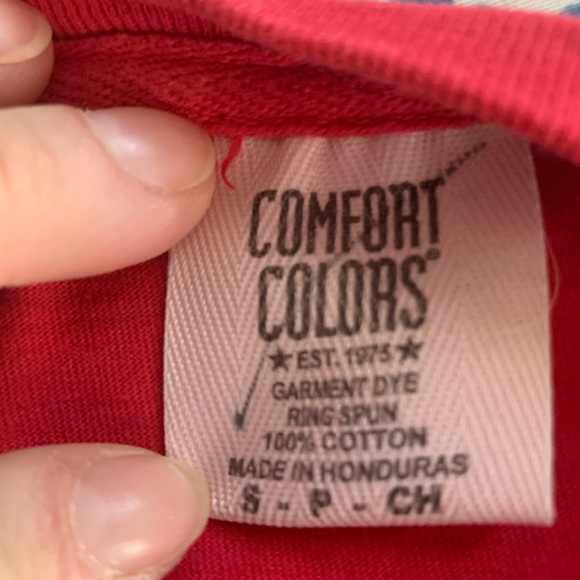 COMFORT
COLORS®
★ EST. 1975 ★
GARMENT DYE
RING SPUN
100% COTTON
MADE IN HONDURAS
S - P - CH